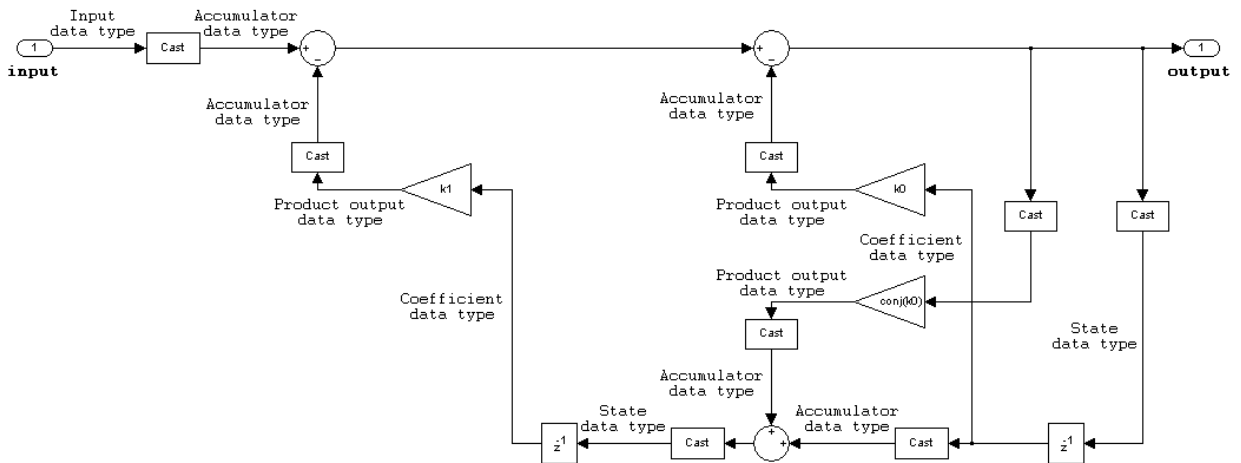 Input
data type
Accumulator
data type
1
input
Cast
+
−
+
−
1
output
Accumulator
data type
Accumulator
data type
Cast
Cast
k1
k0
Product output
data type
Product output
data type
Cast
Cast
Coefficient
data type
Product output
data type
conj(k0)
Coefficient
data type
Cast
State
data type
Accumulator
data type
State
data type
Accumulator
data type
z-1
Cast
+
+
Cast
z-1